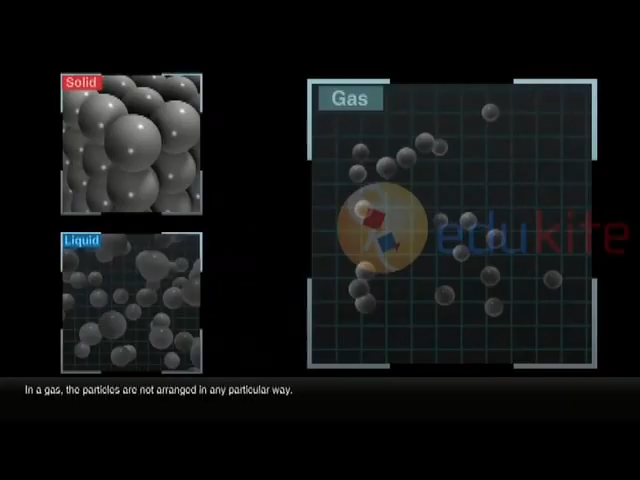 Solid
Gas
edukite
Liquid
In a gas, the particles are not arranged in any particular way.